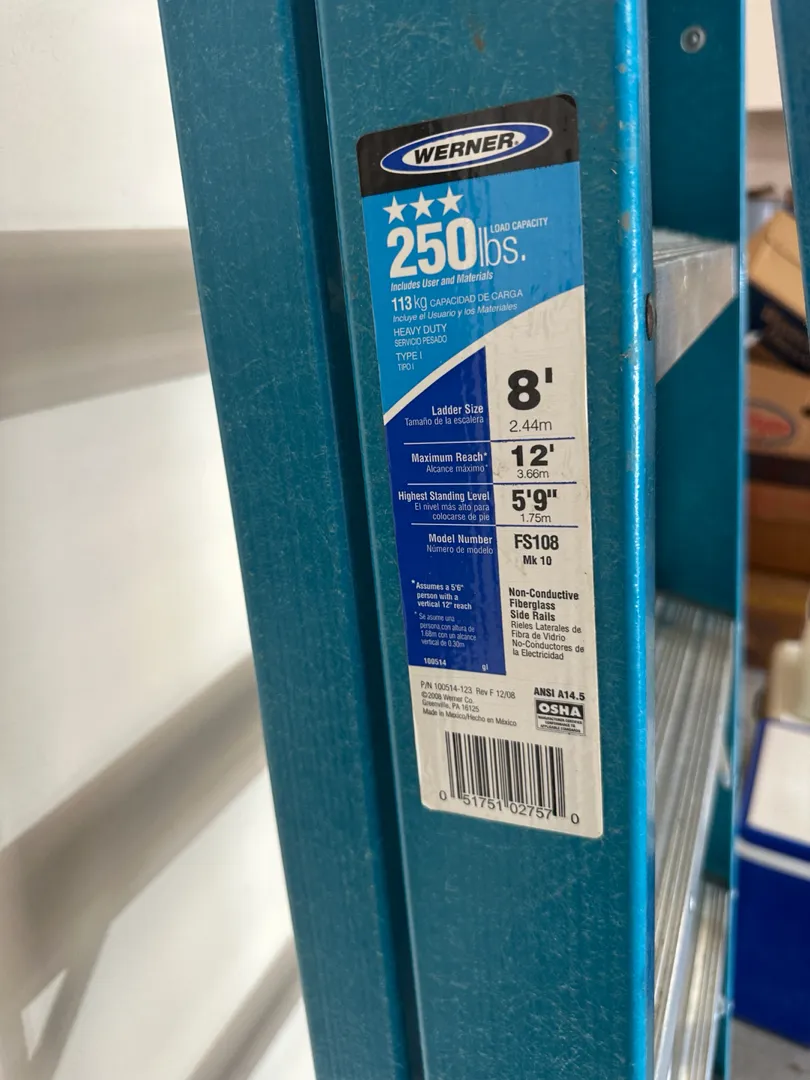 WERNER
LOAD CAPACITY
250 lbs.
Includes User and Materials
113 kg CAPACIDAD DE CARGA
Incluye el Usuario y los Materiales
HEAVY DUTY
SERVICIO PESADO
TYPE I
TIPO I
Ladder Size
Tamaño de la escalera
8'
2.44m
Maximum Reach*
Alcance máximo*
12'
3.66m
Highest Standing Level
El nivel más alto para
colocarse de pie
5'9"
1.75m
Model Number
Número de modelo
FS108
Mk 10
*Assumes a 5'6"
person with a
vertical 12" reach
* Se asume una
persona con altura de
1.68m con un alcance
vertical de 0.30m
100514 gl
Non-Conductive
Fiberglass
Side Rails
Rieles Laterales de
Fibra de Vidrio
No-Conductores de
la Electricidad
P/N 100514-123 Rev F 12/08
©2008 Werner Co.
Greenville, PA 16125
Made in Mexico/Hecho en México
ANSI A14.5
OSHA
0 51751 02757 0